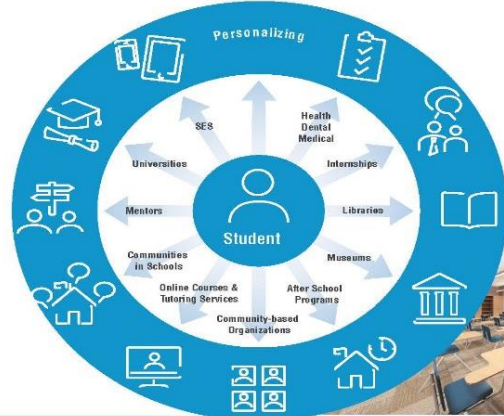 Personalizing
SES
Health
Dental
Medical
Universities
Internships
Mentors
Libraries
Student
Communities
in Schools
Museums
Online Courses &
Tutoring Services
After School
Programs
Community-based
Organizations